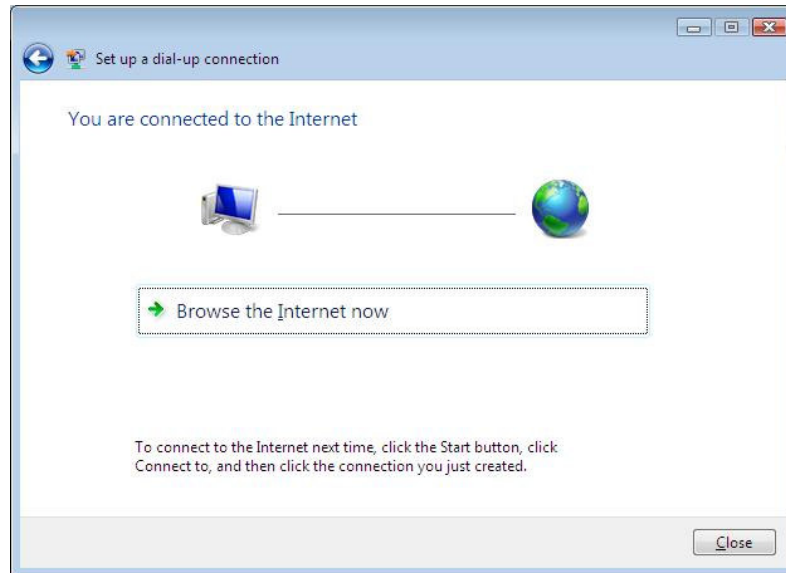 Set up a dial-up connection
You are connected to the Internet
Browse the Internet now
To connect to the Internet next time, click the Start button, click
Connect to, and then click the connection you just created.
Close